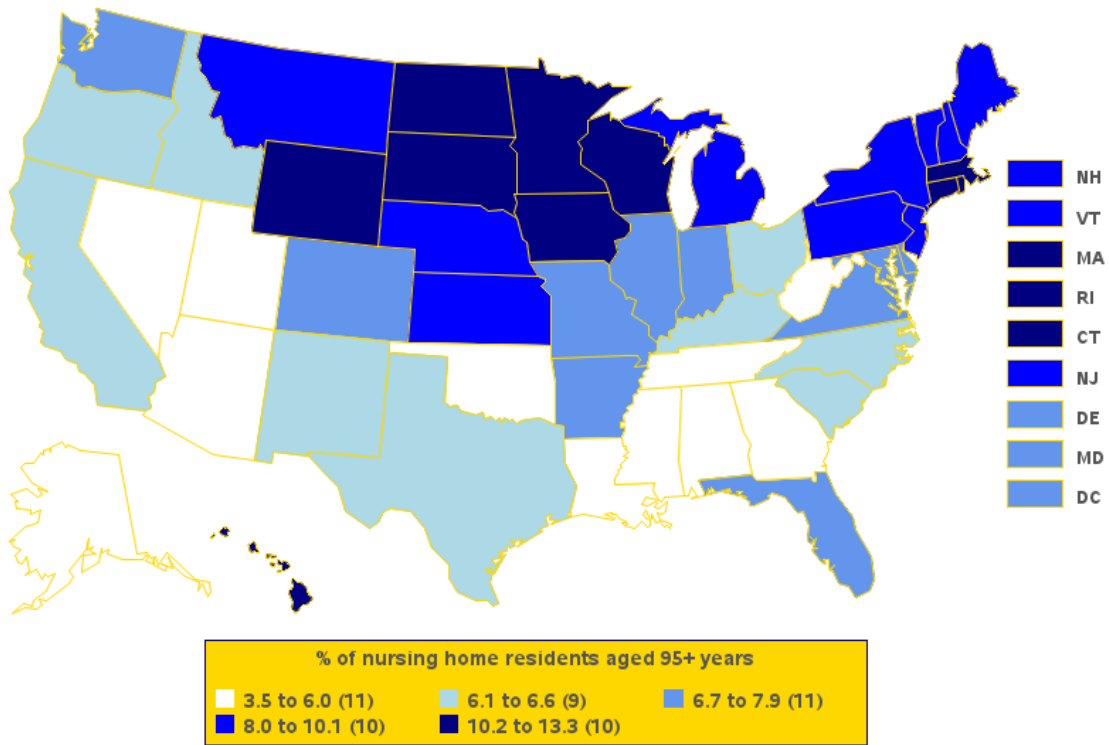 NH
VT
MA
RI
CT
NJ
DE
MD
DC
% of nursing home residents aged 95+ years
3.5 to 6.0 (11) 6.1 to 6.6 (9) 6.7 to 7.9 (11)
8.0 to 10.1 (10) 10.2 to 13.3 (10)